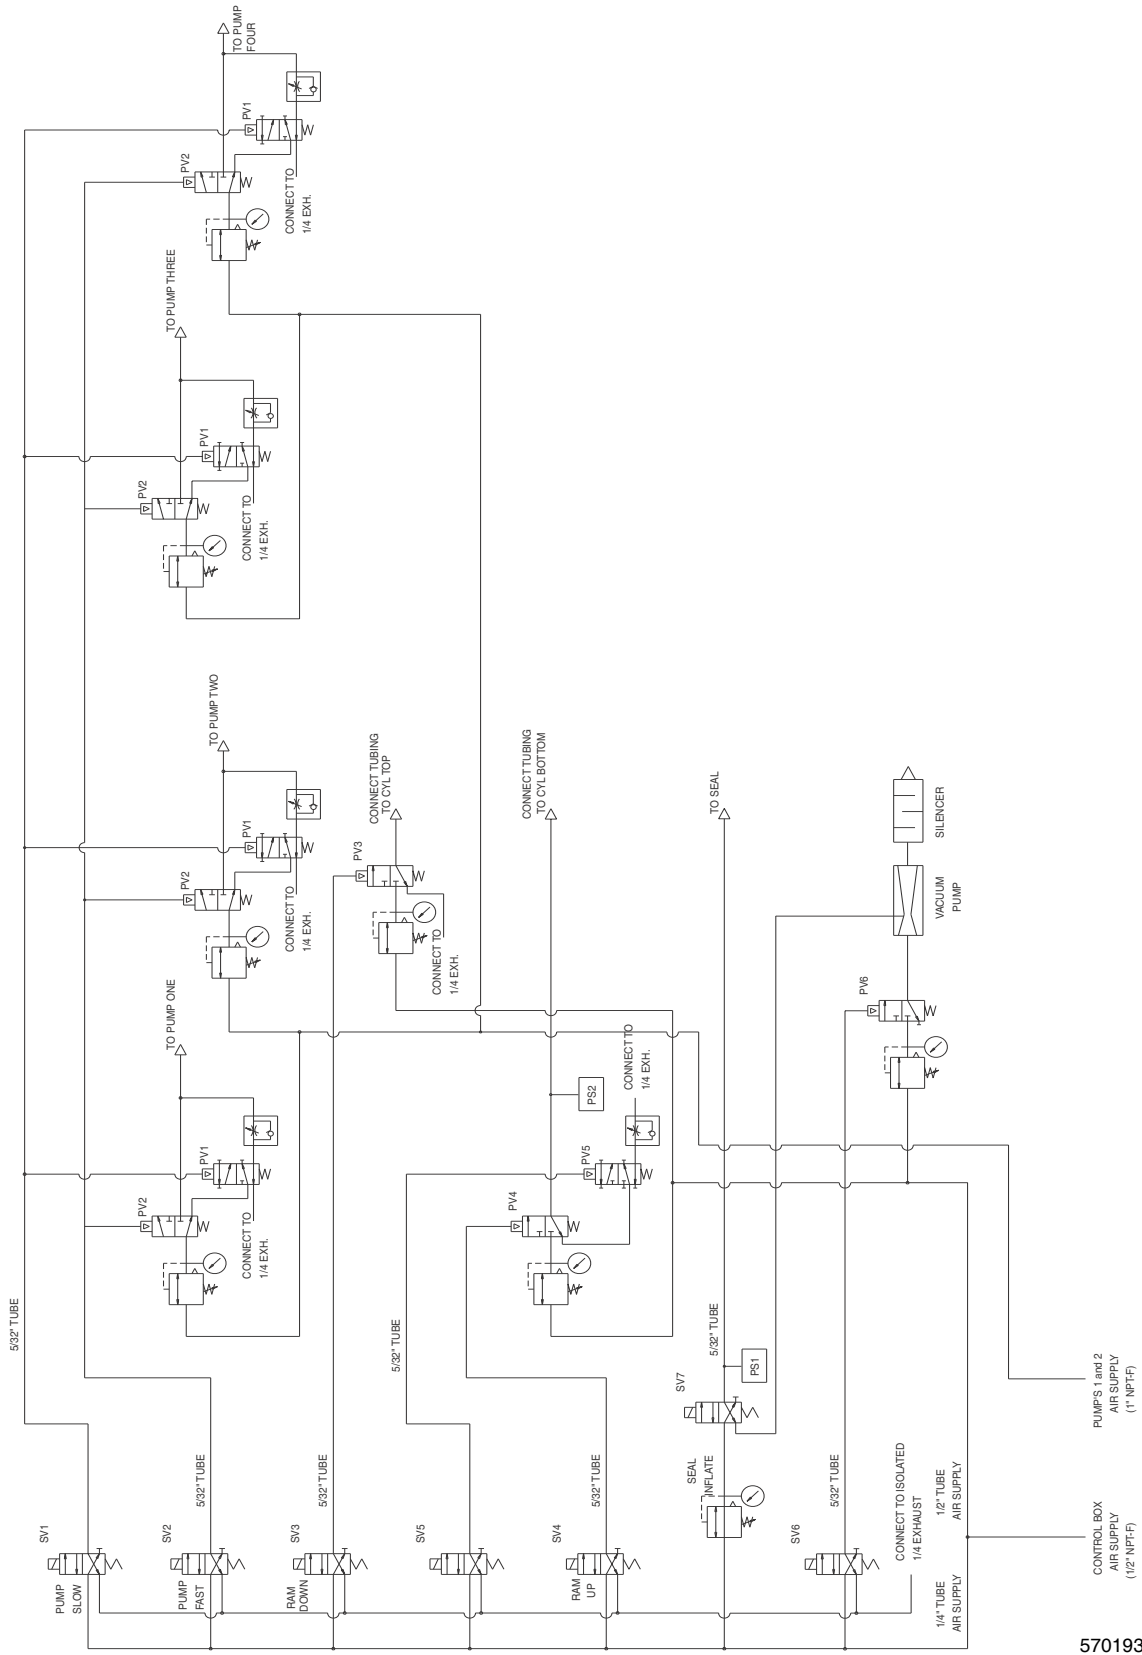 TO PUMP
FOUR
PV1
PV2
CONNECT TO
1/4 EXH.
TO PUMP THREE
PV1
PV2
CONNECT TO
1/4 EXH.
TO PUMP TWO
PV1
PV2
CONNECT TO
1/4 EXH.
CONNECT TUBING
TO CYL TOP
PV3
CONNECT TO
1/4 EXH.
CONNECT TUBING
TO CYL BOTTOM
TO SEAL
SILENCER
VACUUM
PUMP
PV6
TO PUMP ONE
PV1
PV2
CONNECT TO
1/4 EXH.
PS2
CONNECT TO
1/4 EXH.
PV5
PV4
5/32" TUBE
5/32" TUBE
5/32" TUBE
PS1
SV7
SEAL
INFLATE
5/32" TUBE
5/32" TUBE
5/32" TUBE
5/32" TUBE
SV1
PUMP
SLOW
SV2
PUMP
FAST
SV3
RAM
DOWN
SV5
SV4
RAM
UP
SV6
CONNECT TO ISOLATED
1/4 EXHAUST
1/2" TUBE
AIR SUPPLY
1/4" TUBE
AIR SUPPLY
PUMP'S 1 and 2
AIR SUPPLY
(1" NPT-F)
CONTROL BOX
AIR SUPPLY
(1/2" NPT-F)
570193